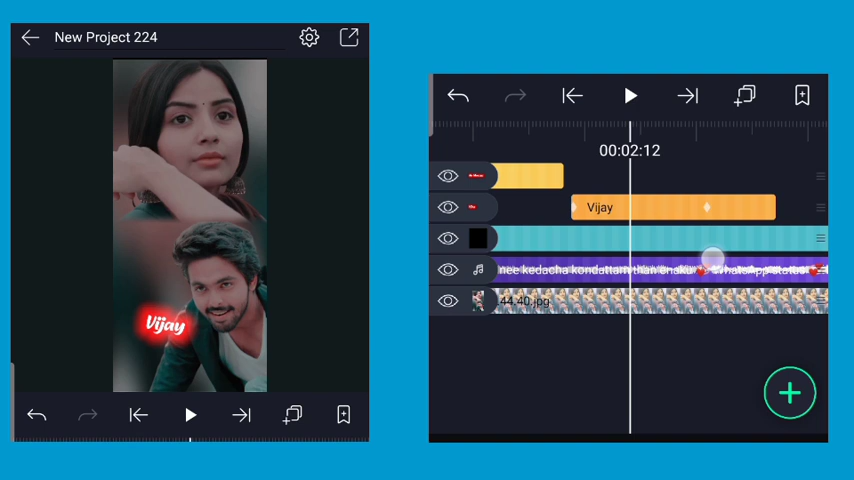 New Project 224
Vijay
00:02:12
Vijay
nee kedacha kondattam than enaku❤️ WhatsApp status❤️
44.40.jpg